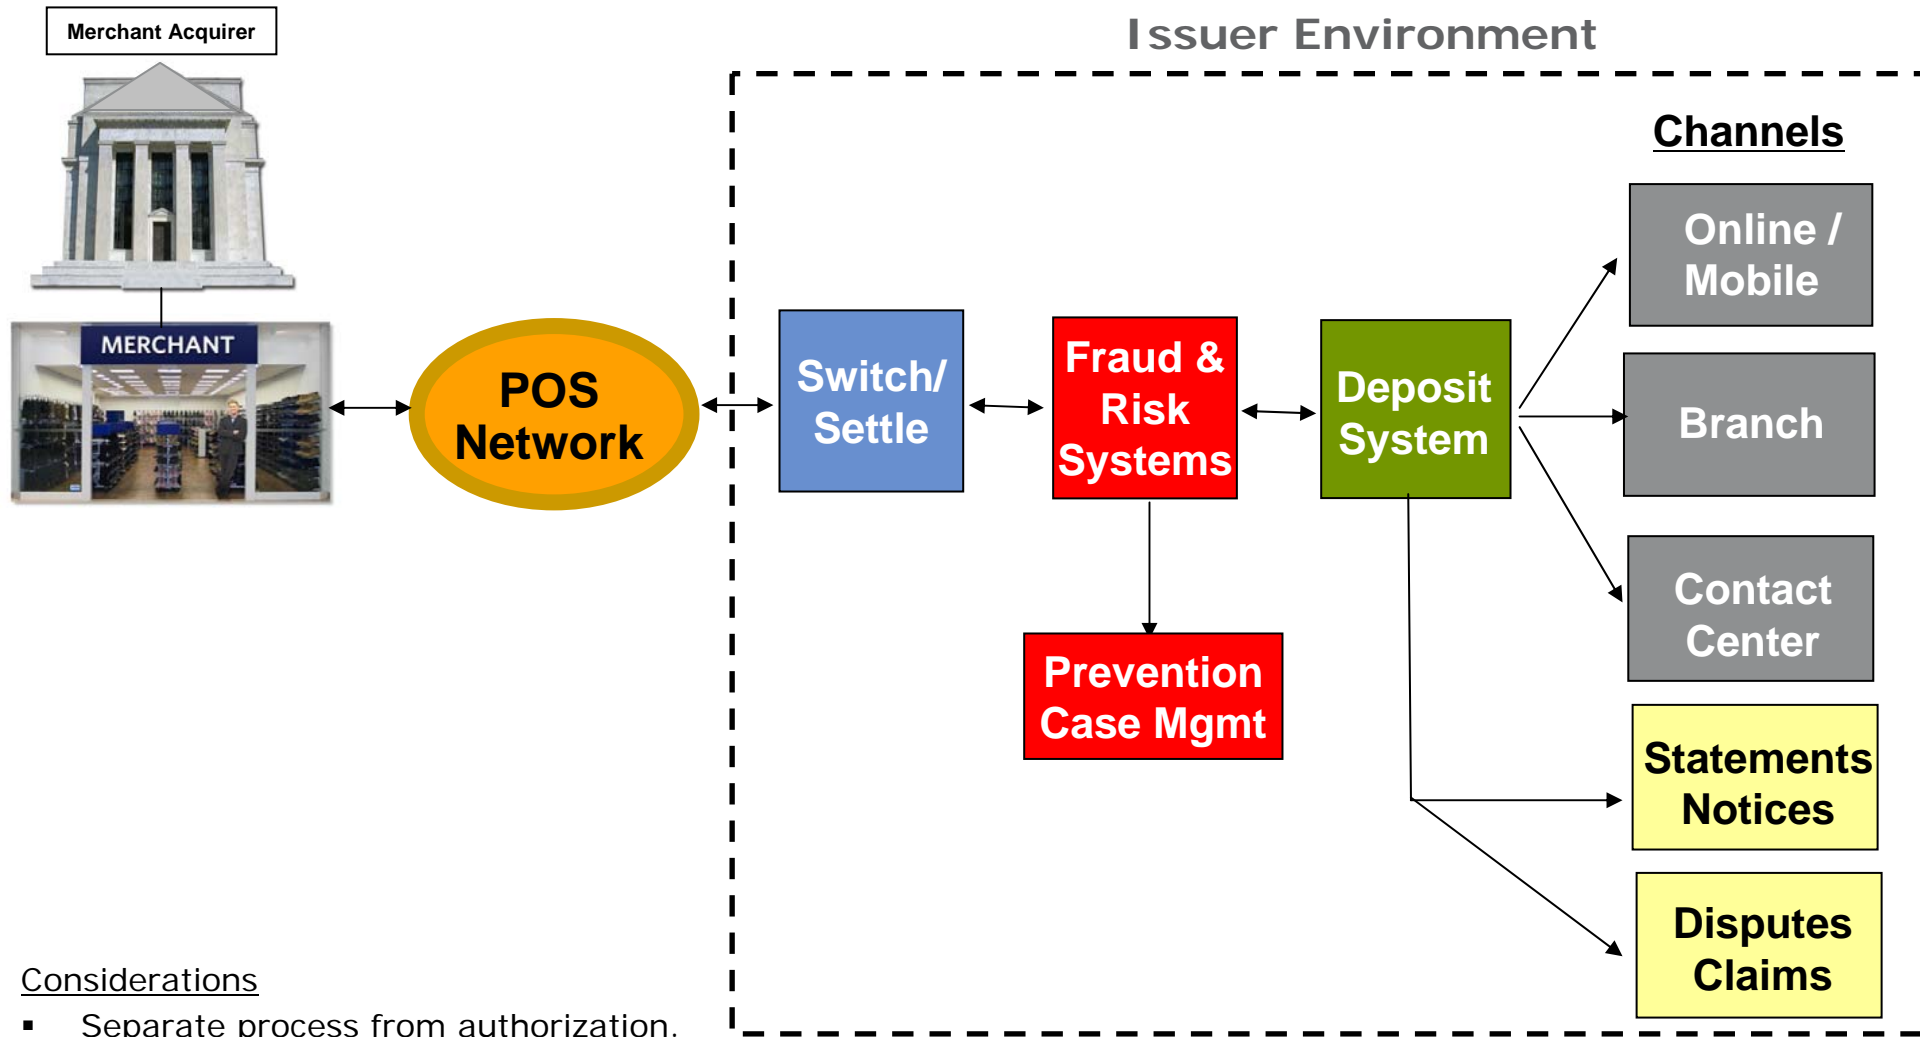 Merchant Acquirer
Issuer Environment
Channels
Online /
Mobile
MERCHANT
POS
Network
Switch/
Settle
Fraud &
Risk
Systems
Deposit
System
Branch
Contact
Center
Prevention
Case Mgmt
Statements
Notices
Disputes
Claims
Considerations
▪ Separate process from authorization.